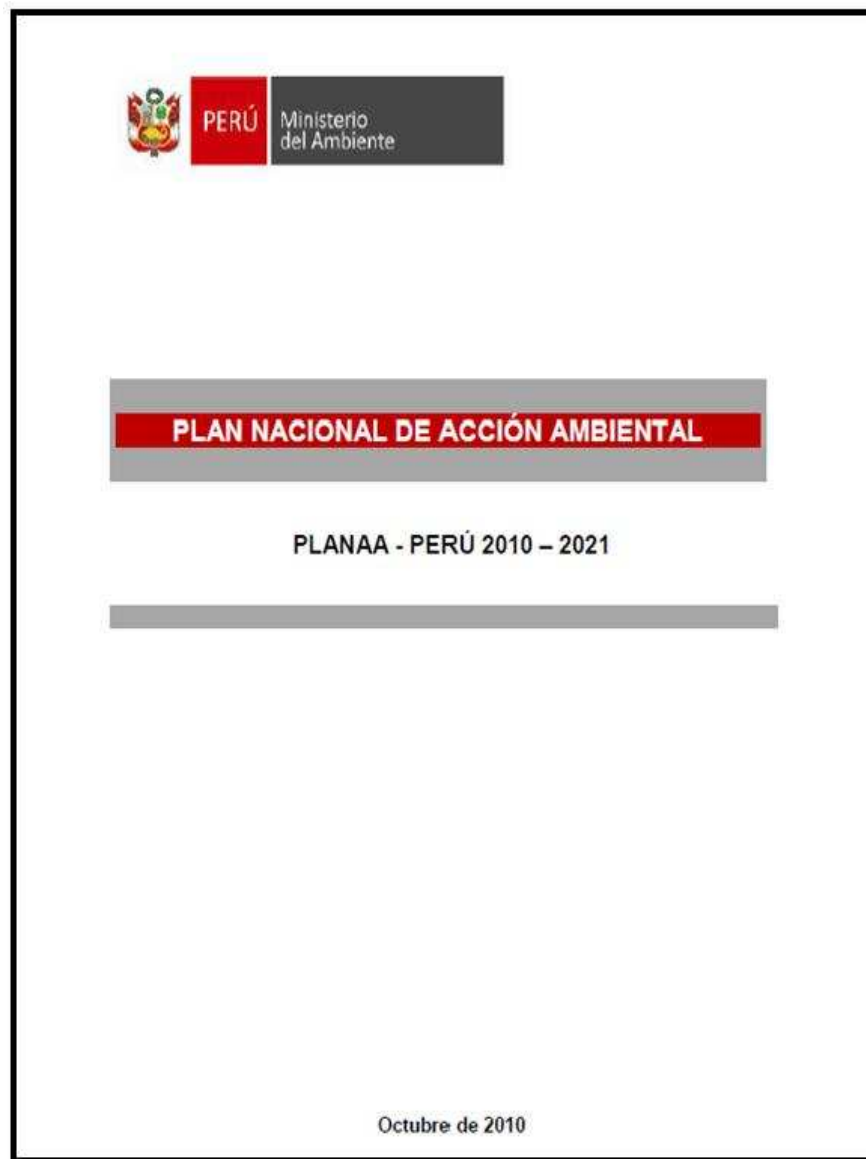 PERÚ
Ministerio
del Ambiente
PLAN NACIONAL DE ACCIÓN AMBIENTAL
PLANAA - PERÚ 2010 – 2021
Octubre de 2010